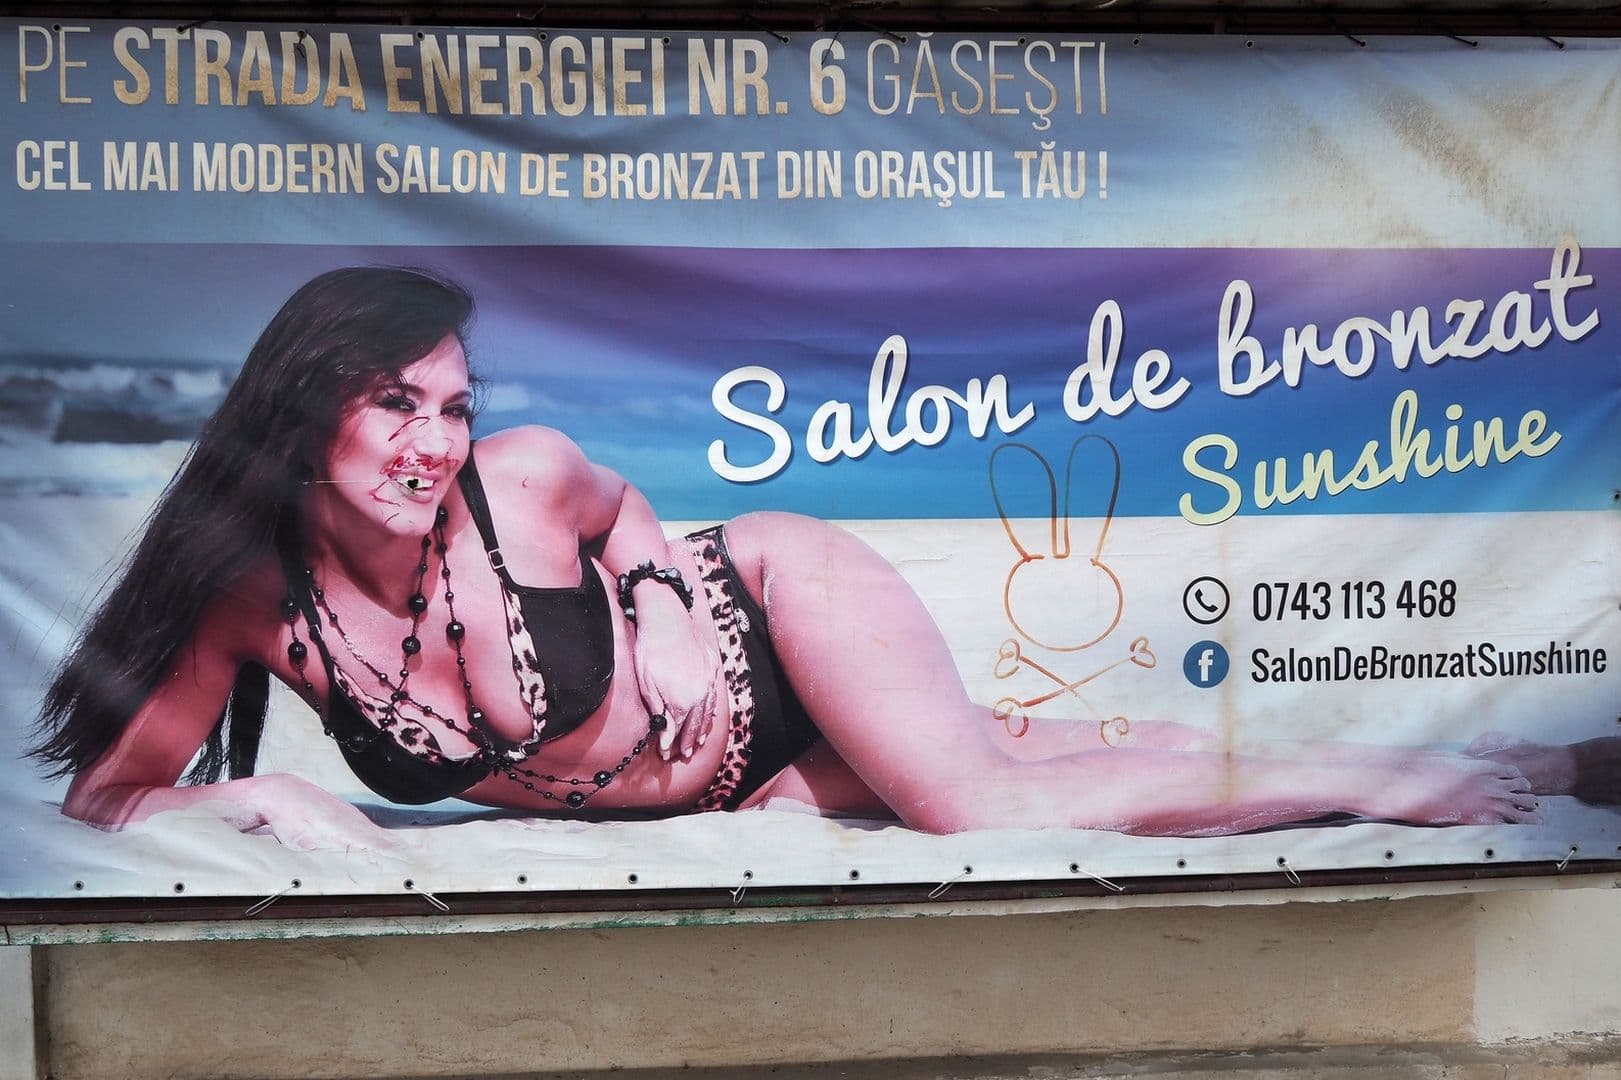 PE STRADA ENERGIEI NR. 6 GĂSEŞTI
CEL MAI MODERN SALON DE BRONZAT DIN ORAŞUL TĂU !
Salon de bronzat
Sunshine
0743 113 468
f SalonDeBronzatSunshine